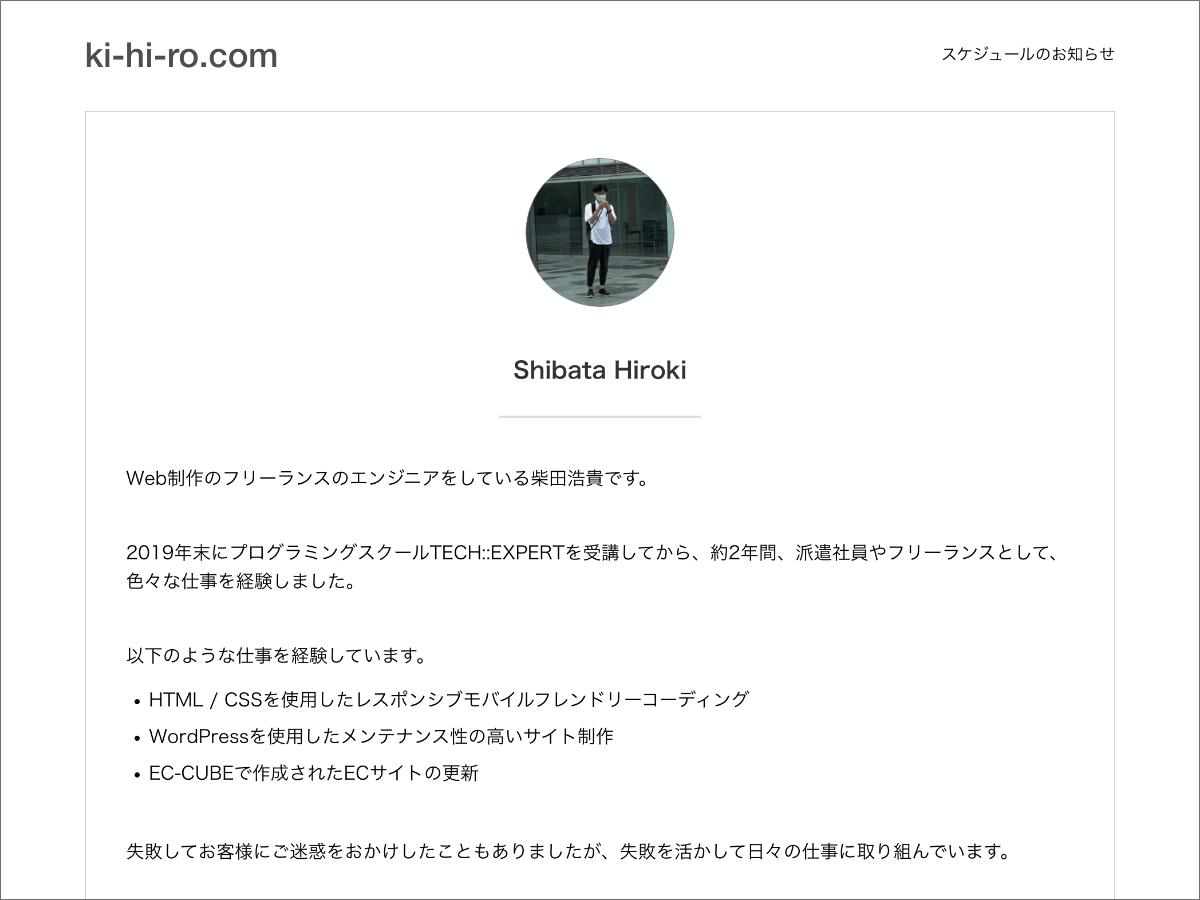 ki-hi-ro.com
スケジュールのお知らせ
Shibata Hiroki
Web制作のフリーランスのエンジニアをしている柴田浩貴です。
2019年末にプログラミングスクールTECH::EXPERTを受講してから、約2年間、派遣社員やフリーランスとして、
色々な仕事を経験しました。
以下のような仕事を経験しています。
• HTML / CSSを使用したレスポンシブモバイルフレンドリーコーディング
• WordPressを使用したメンテナンス性の高いサイト制作
• EC-CUBEで作成されたECサイトの更新
失敗してお客様にご迷惑をおかけしたこともありましたが、失敗を活かして日々の仕事に取り組んでいます。